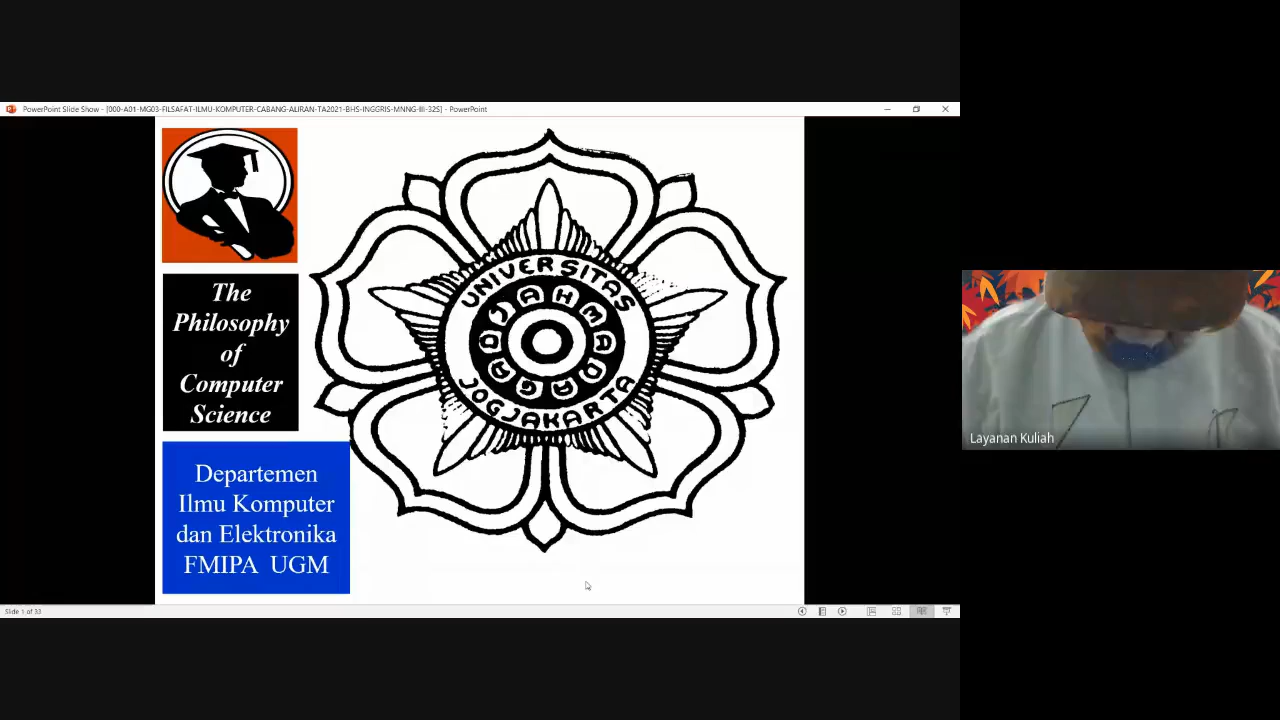 PowerPoint Slide Show - [000-A01-MG03-FILSAFAT-ILMU-KOMPUTER-CABANG-ALIRAN-TA2021-BHS-INGGRIS-MNNG-III-32S] - PowerPoint
The
Philosophy
of
Computer
Science
Departemen
Ilmu Komputer
dan Elektronika
FMIPA UGM
UNIVERSITAS
GADJAH MADA
JOGJAKARTA
Layanan Kuliah
Slide 1 of 33